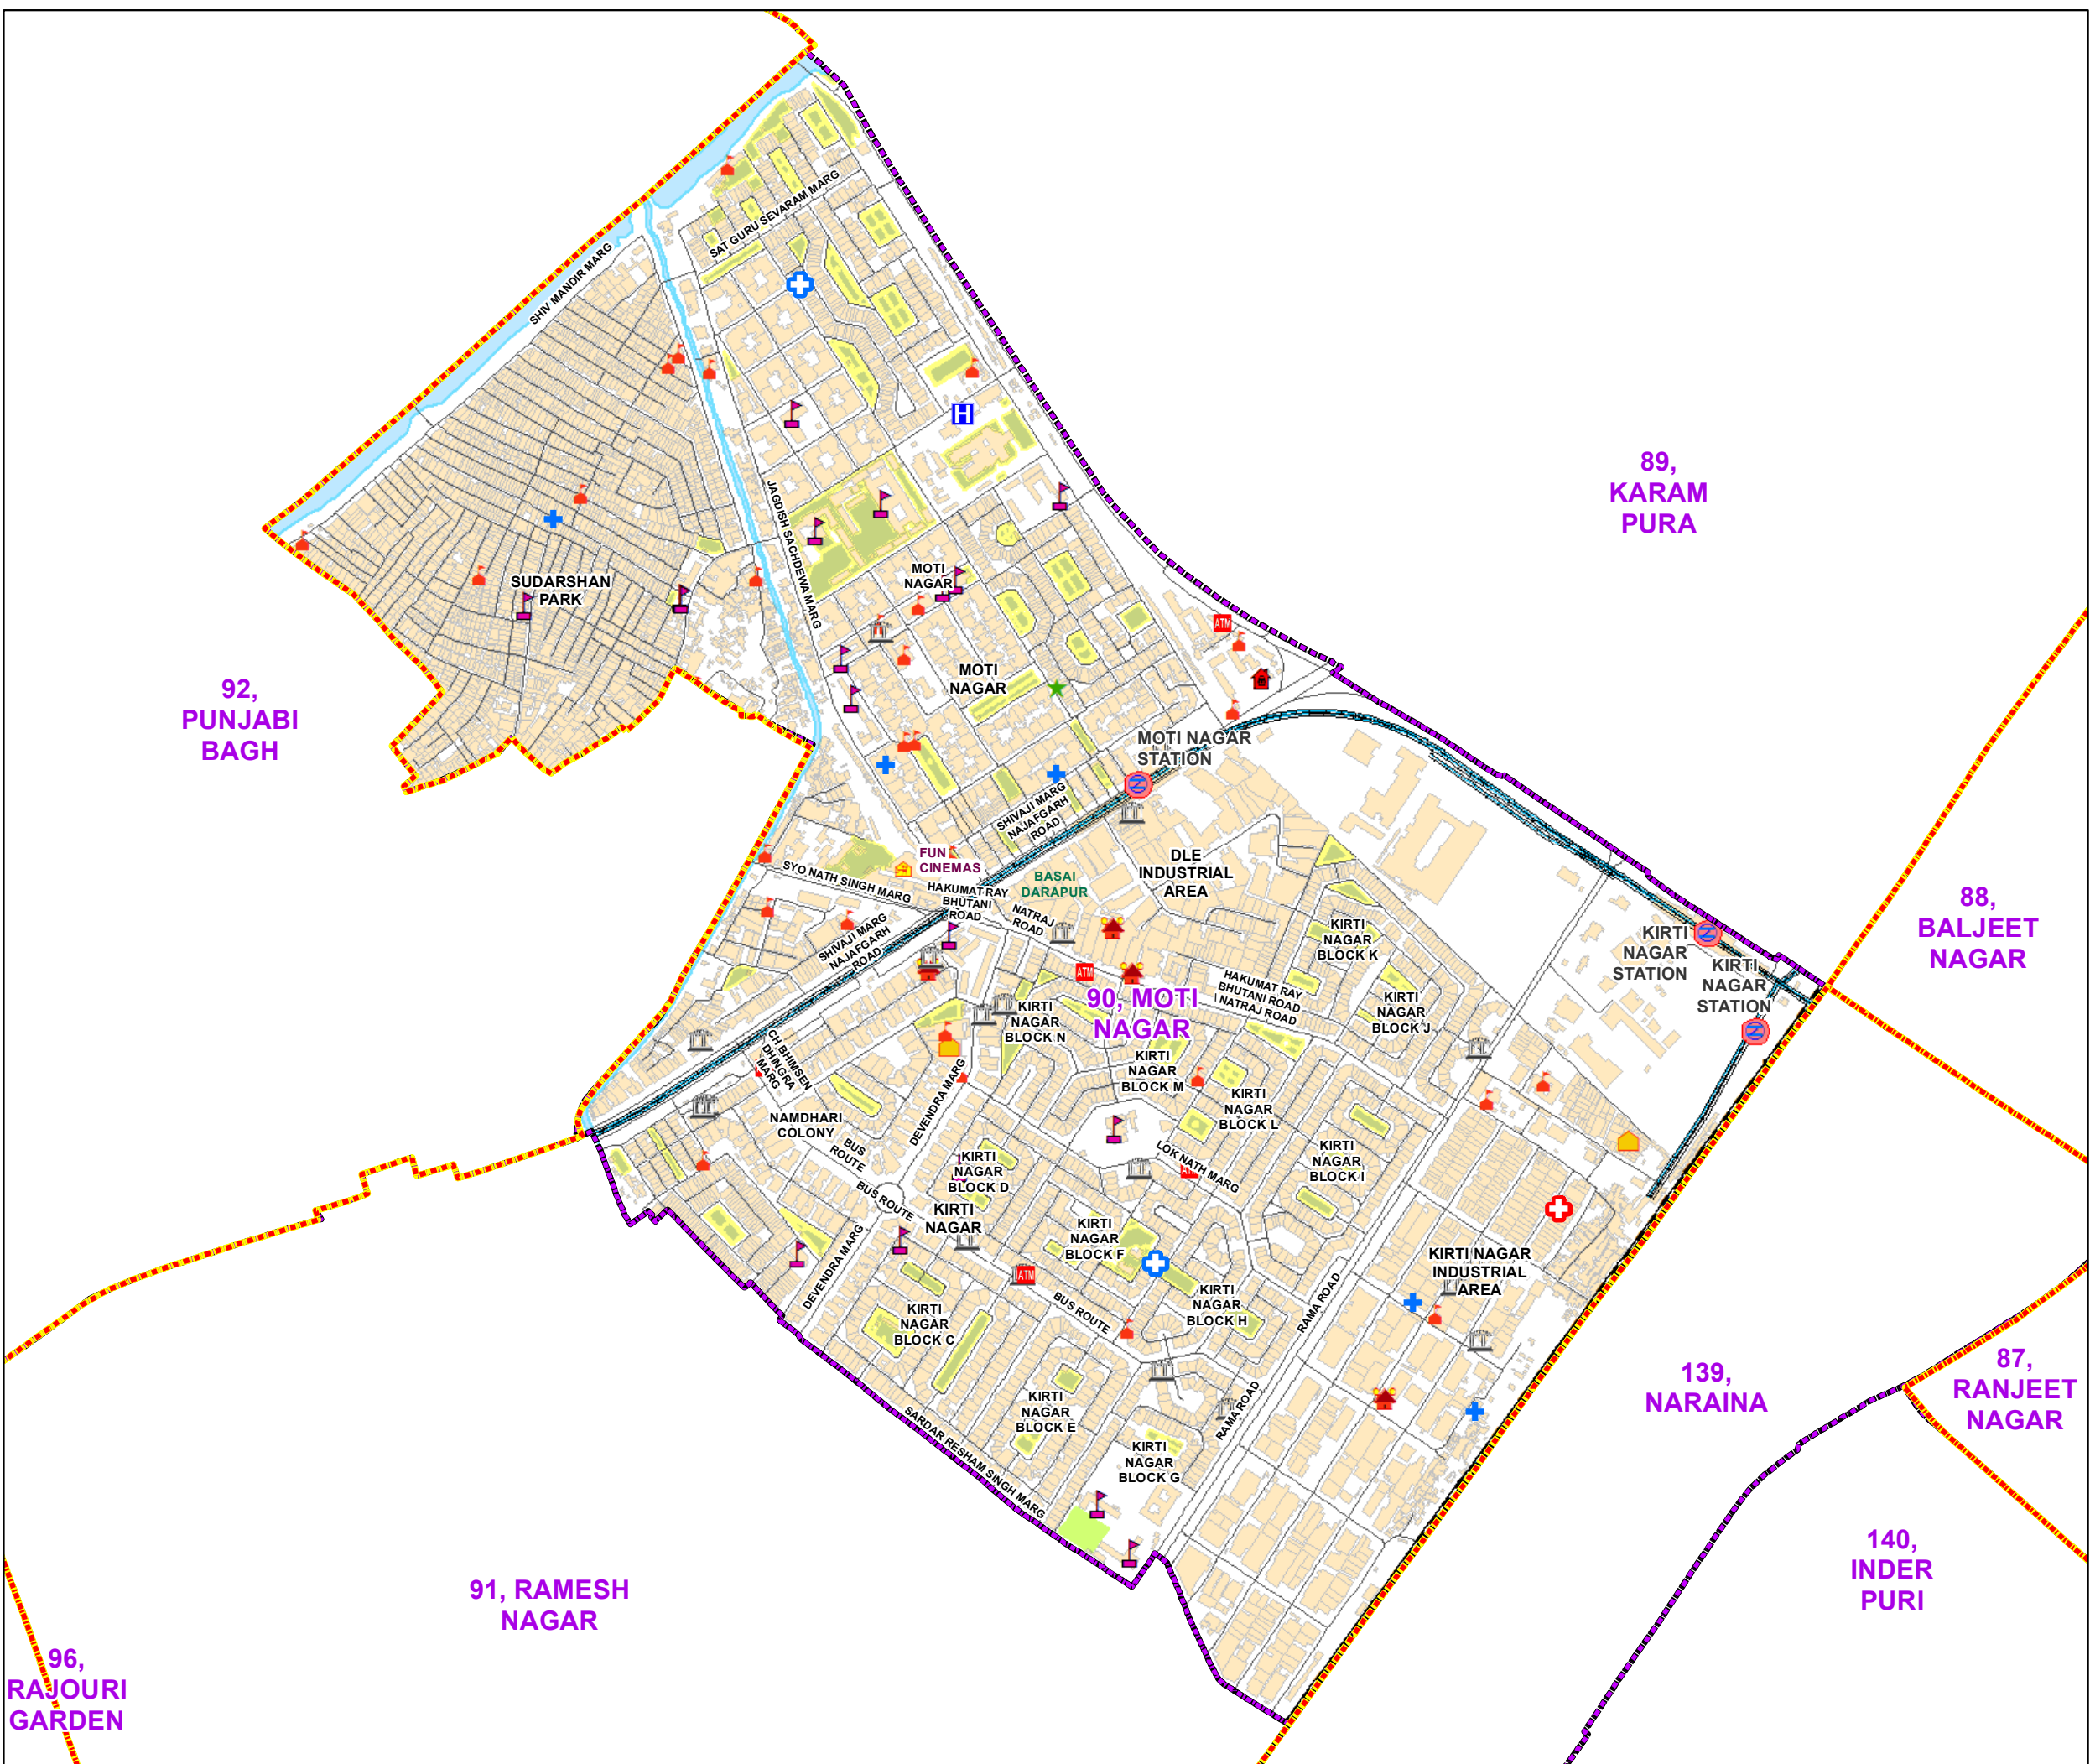 SAT GURU SEVARAM MARG
SHIV MANDIR MARG
89,
KARAM
PURA
JAGDISH SACHDEWA MARG
MOTI
NAGAR
SUDARSHAN
PARK
ATM
92,
PUNJABI
BAGH
MOTI
NAGAR
MOTI NAGAR
STATION
SHIVAJI MARG
NAJAFGARH
ROAD
FUN
CINEMAS
DLE
INDUSTRIAL
AREA
BASAI
DARAPUR
SYO NATH SINGH MARG
HAKUMAT RAY
BHUTANI
ROAD
NATRAJ
ROAD
88,
BALJEET
NAGAR
SHIVAJI MARG
NAJAFGARH
ROAD
KIRTI
NAGAR
BLOCK K
KIRTI
NAGAR
STATION
KIRTI
NAGAR
STATION
ATM
HAKUMAT RAY
BHUTANI ROAD
NATRAJ ROAD
90, MOTI
NAGAR
KIRTI
NAGAR
BLOCK J
KIRTI
NAGAR
BLOCK N
CH BHIMSEN
DHINGRA
MARG
KIRTI
NAGAR
BLOCK M
DEVENDRA MARG
KIRTI
NAGAR
BLOCK L
NAMDHARI
COLONY
BUS
ROUTE
KIRTI
NAGAR
BLOCK I
LOK NATH MARG
KIRTI
NAGAR
BLOCK D
BUS ROUTE
KIRTI
NAGAR
KIRTI
NAGAR
BLOCK F
DEVENDRA MARG
KIRTI NAGAR
INDUSTRIAL
AREA
ATM
KIRTI
NAGAR
BLOCK H
RAMA ROAD
BUS ROUTE
KIRTI
NAGAR
BLOCK C
139,
NARAINA
87,
RANJEET
NAGAR
KIRTI
NAGAR
BLOCK E
RAMA ROAD
SARDAR RESHAM SINGH MARG
KIRTI
NAGAR
BLOCK G
140,
INDER
PURI
91, RAMESH
NAGAR
96,
RAJOURI
GARDEN